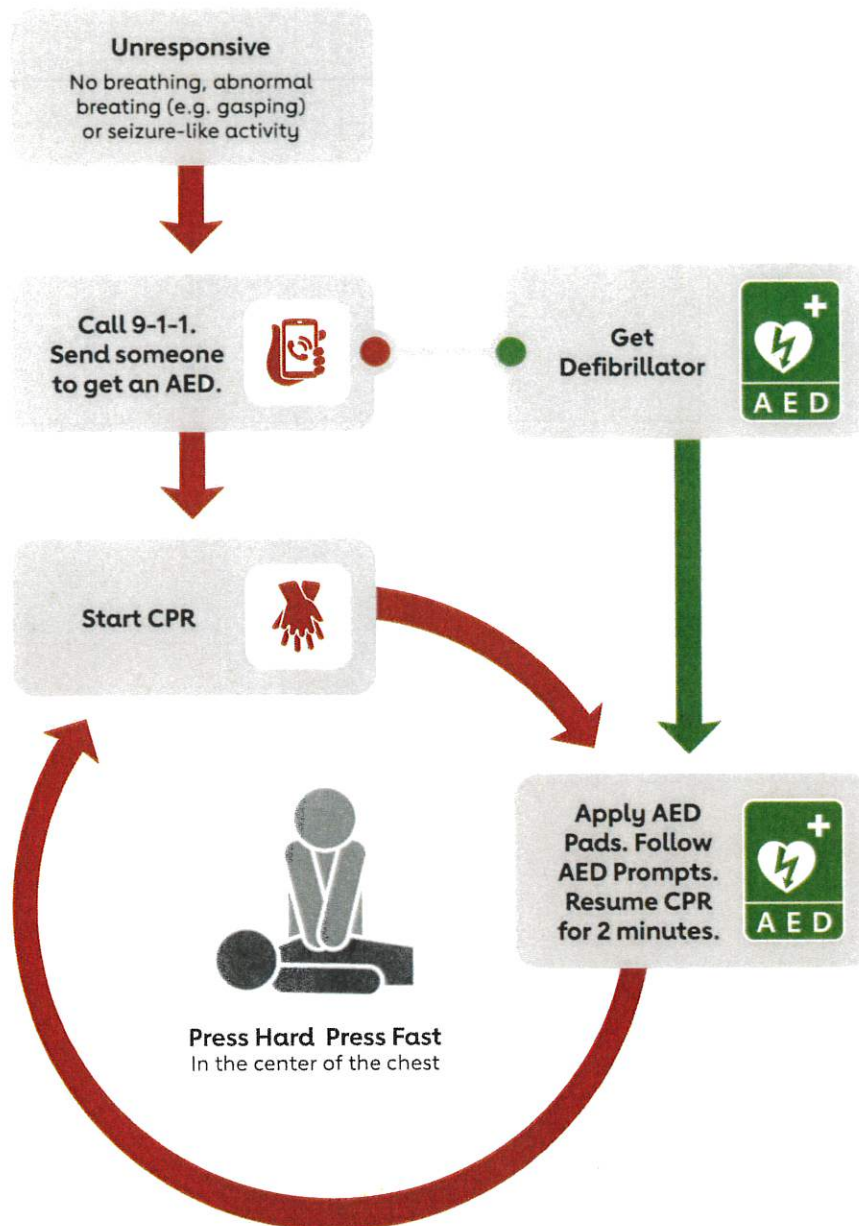 Unresponsive
No breathing, abnormal
breating (e.g. gasping)
or seizure-like activity
Call 9-1-1.
Send someone
to get an AED.
Get
Defibrillator
AED
Start CPR
Apply AED
Pads. Follow
AED Prompts.
Resume CPR
for 2 minutes.
AED
Press Hard Press Fast
In the center of the chest